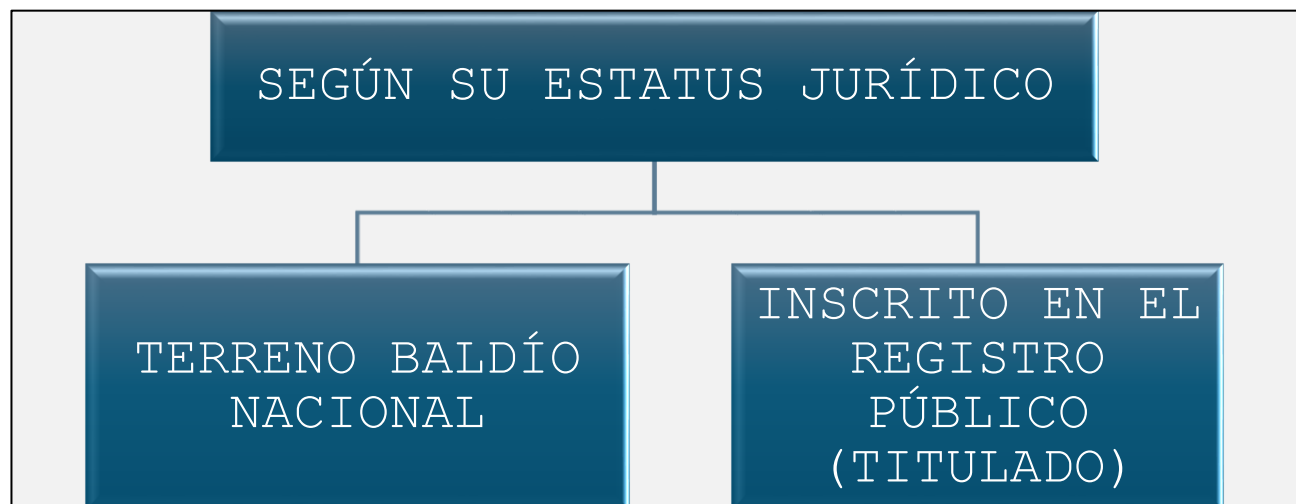 SEGÚN SU ESTATUS JURÍDICO
TERRENO BALDÍO
NACIONAL
INSCRITO EN EL
REGISTRO
PÚBLICO
(TITULADO)